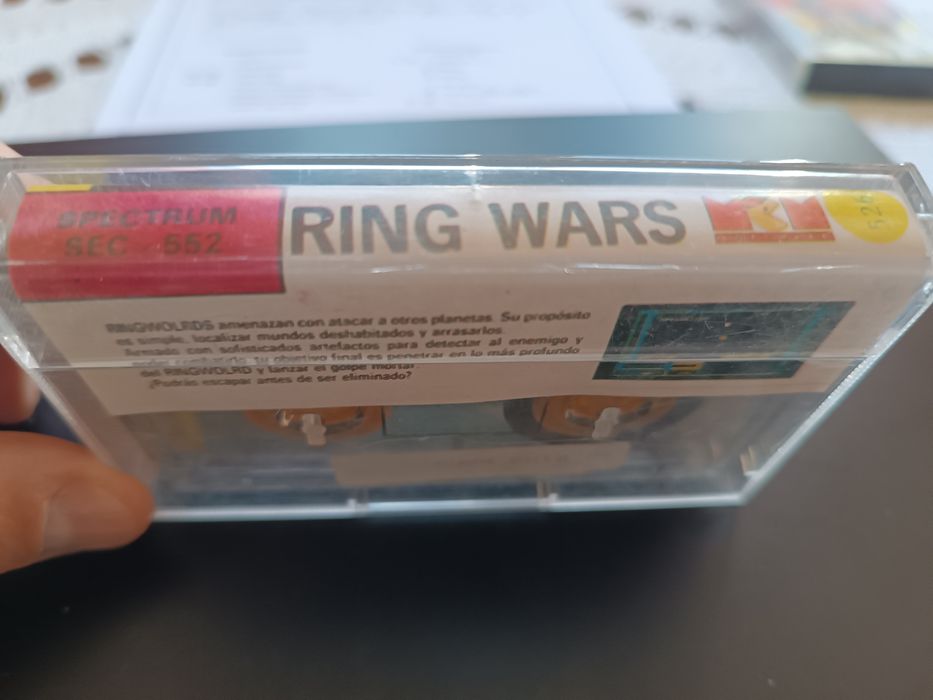 SPECTRUM
SEC - 552
RING WARS
526
RINGWOLRDS amenazan con atacar a otros planetas. Su propósito
es simple, localizar mundos deshabitados y arrasarlos.
Armado con sofisticados artefactos para detectar al enemigo y
su objetivo final es penetrar en lo más profundo
del RINGWOLRD y lanzar el golpe mortal.
¿Podrás escapar antes de ser eliminado?